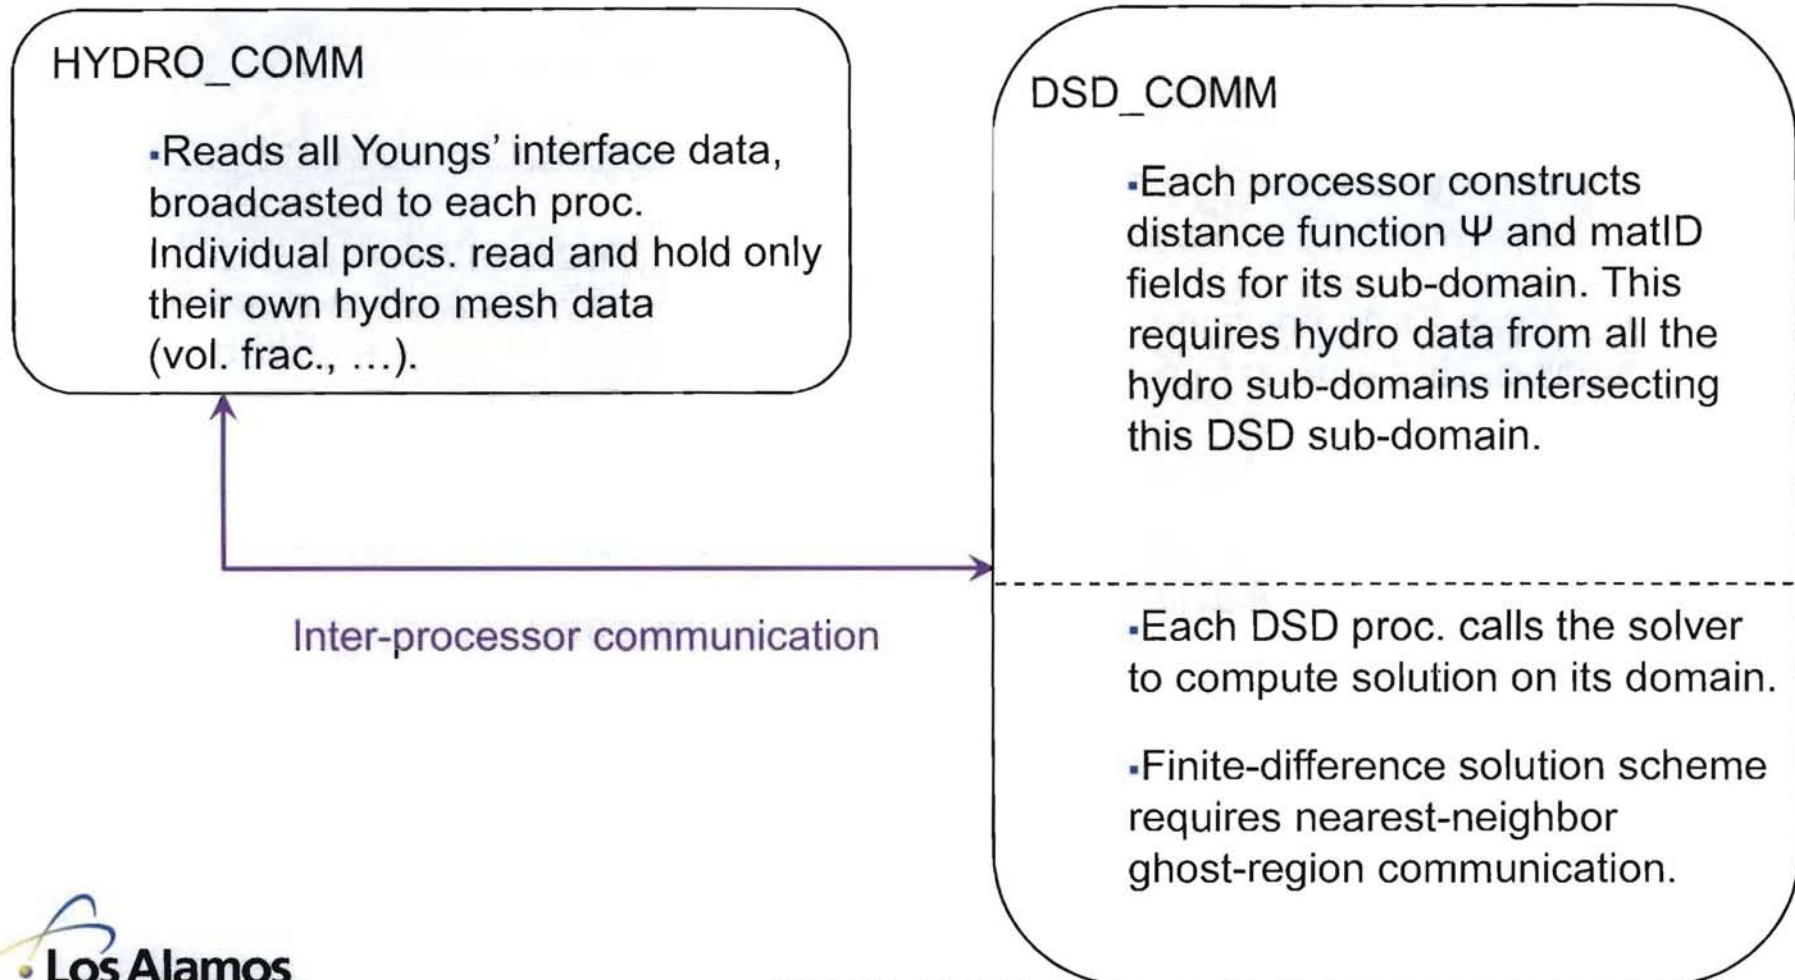 HYDRO_COMM
▪Reads all Youngs’ interface data,
broadcasted to each proc.
Individual procs. read and hold only
their own hydro mesh data
(vol. frac., …).
Inter-processor communication
DSD_COMM
▪Each processor constructs
distance function Ψ and matID
fields for its sub-domain. This
requires hydro data from all the
hydro sub-domains intersecting
this DSD sub-domain.
▪Each DSD proc. calls the solver
to compute solution on its domain.
▪Finite-difference solution scheme
requires nearest-neighbor
ghost-region communication.
Los Alamos